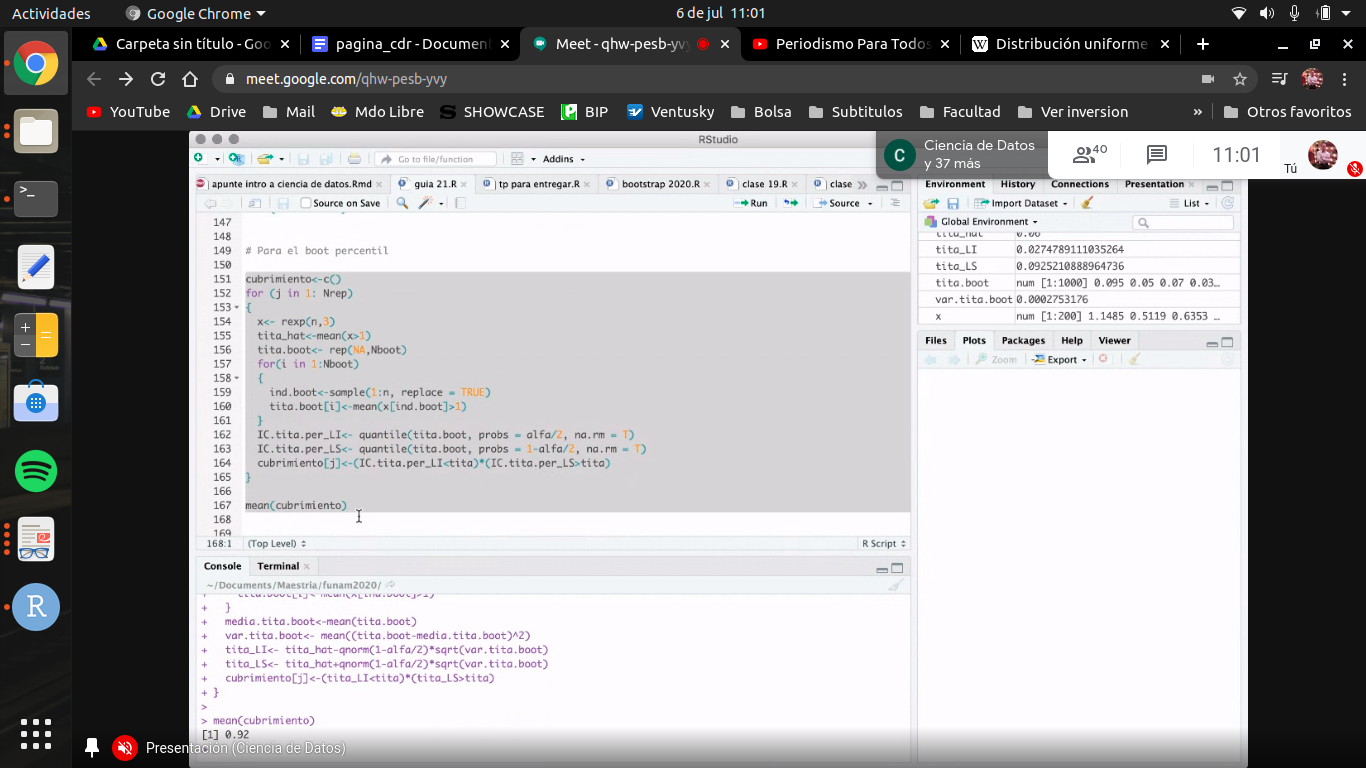 Actividades
Google Chrome
6 de jul 11:01
Carpeta sin título - Goo
pagina_cdr - Document
Meet - qhw-pesb-yvy
Periodismo Para Todos
Distribución uniforme
meet.google.com/qhw-pesb-yvy
YouTube
Drive
Mail
Mdo Libre
SHOWCASE
BIP
Ventusky
Bolsa
Subtitulos
Facultad
Ver inversion
»
Otros favoritos
RStudio
Go to file/function
Addins
C
Ciencia de Datos
y 37 más
40
11:01
Tú
apunte intro a ciencia de datos.Rmd
guia 21.R
tp para entregar.R
bootstrap 2020.R
clase 19.R
clase
»
Source on Save
Run
Source
147
148
149 # Para el boot percentil
150
151 cubrimiento<-c()
152 for (j in 1: Nrep)
153 {
154 x<- rexp(n,3)
155 tita_hat<-mean(x>1)
156 tita.boot<- rep(NA,Nboot)
157 for(i in 1:Nboot)
158 {
159 ind.boot<-sample(1:n, replace = TRUE)
160 tita.boot[i]<-mean(x[ind.boot]>1)
161 }
162 IC.tita.per_LI<- quantile(tita.boot, probs = alfa/2, na.rm = T)
163 IC.tita.per_LS<- quantile(tita.boot, probs = 1-alfa/2, na.rm = T)
164 cubrimiento[j]<-(IC.tita.per_LI<tita)*(IC.tita.per_LS>tita)
165 }
166
167 mean(cubrimiento)
168
169
168:1 (Top Level)
R Script
Console
Terminal
~/Documents/Maestria/funam2020/
+ tita.boot[i]<-mean(x[ind.boot]>1)
+ }
+ media.tita.boot<-mean(tita.boot)
+ var.tita.boot<- mean((tita.boot-media.tita.boot)^2)
+ tita_LI<- tita_hat-qnorm(1-alfa/2)*sqrt(var.tita.boot)
+ tita_LS<- tita_hat+qnorm(1-alfa/2)*sqrt(var.tita.boot)
+ cubrimiento[j]<-(tita_LI<tita)*(tita_LS>tita)
+ }
>
> mean(cubrimiento)
[1] 0.92
Environment
History
Connections
Presentation
Import Dataset
List
Global Environment
tita_hat 0.06
tita_LI 0.0274789111035264
tita_LS 0.0925210888964736
tita.boot num [1:1000] 0.095 0.05 0.07 0.03…
var.tita.boot 0.0002753176
x num [1:200] 1.1485 0.5119 0.6353 …
Files
Plots
Packages
Help
Viewer
Zoom
Export
Presentación (Ciencia de Datos)